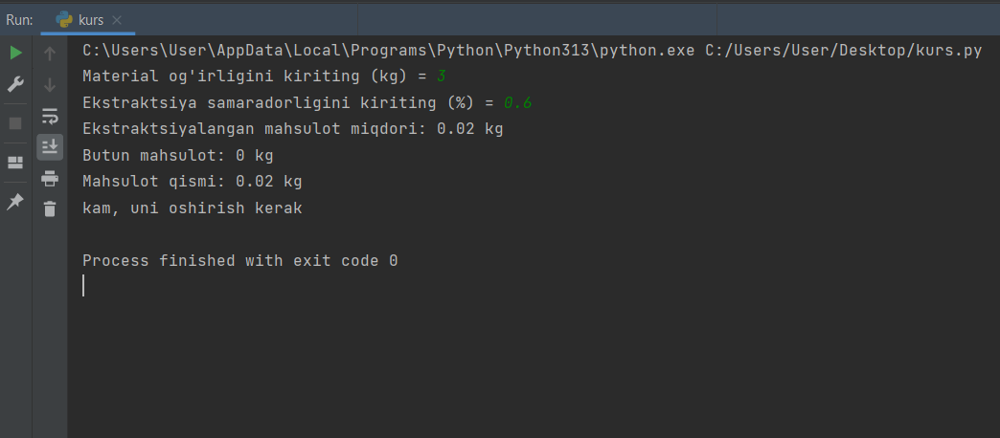 Run: kurs
C:\Users\User\AppData\Local\Programs\Python\Python313\python.exe C:/Users/User/Desktop/kurs.py
Material og'irligini kiriting (kg) = 3
Ekstraktsiya samaradorligini kiriting (%) = 0.6
Ekstraktsiyalangan mahsulot miqdori: 0.02 kg
Butun mahsulot: 0 kg
Mahsulot qismi: 0.02 kg
kam, uni oshirish kerak
Process finished with exit code 0